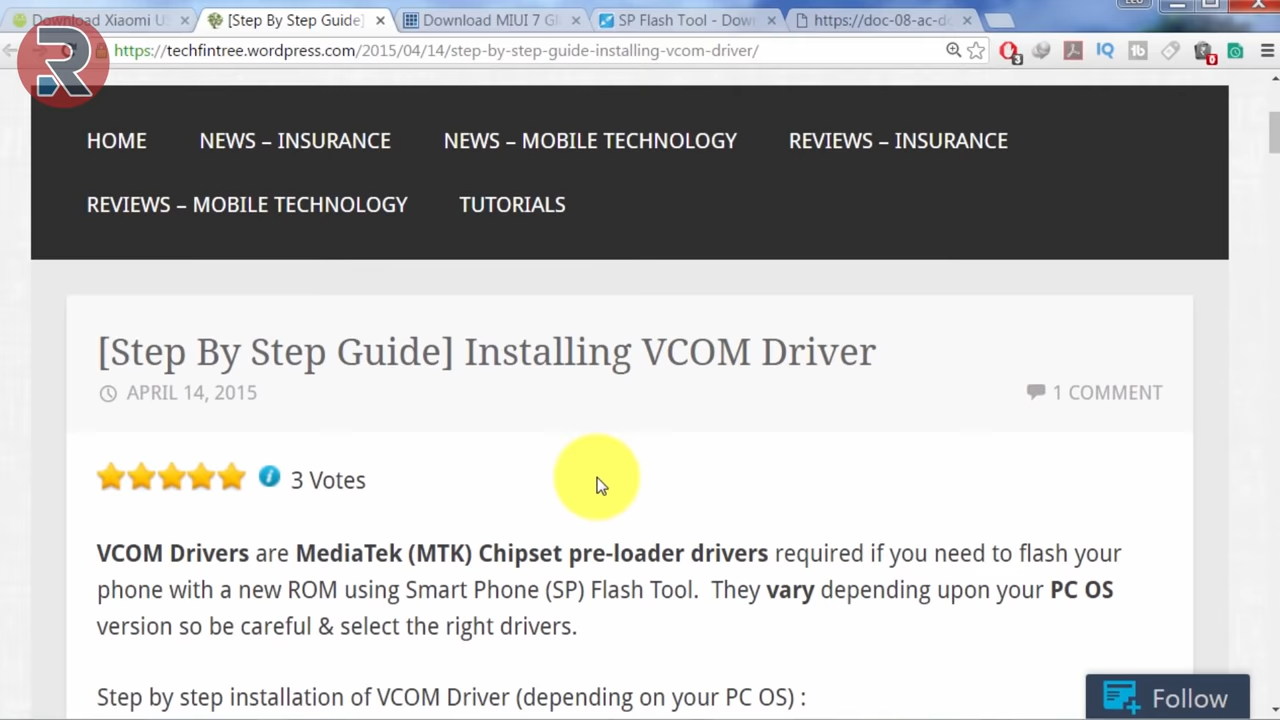 Leo
Download Xiaomi US
[Step By Step Guide]
Download MIUI 7 Gl
SP Flash Tool - Dow
https://doc-08-ac-d
https://techfintree.wordpress.com/2015/04/14/step-by-step-guide-installing-vcom-driver/
HOME NEWS – INSURANCE NEWS – MOBILE TECHNOLOGY REVIEWS – INSURANCE
REVIEWS – MOBILE TECHNOLOGY TUTORIALS
[Step By Step Guide] Installing VCOM Driver
APRIL 14, 2015
1 COMMENT
3 Votes
VCOM Drivers are MediaTek (MTK) Chipset pre-loader drivers required if you need to flash your
phone with a new ROM using Smart Phone (SP) Flash Tool. They vary depending upon your PC OS
version so be careful & select the right drivers.
Step by step installation of VCOM Driver (depending on your PC OS) :
Follow